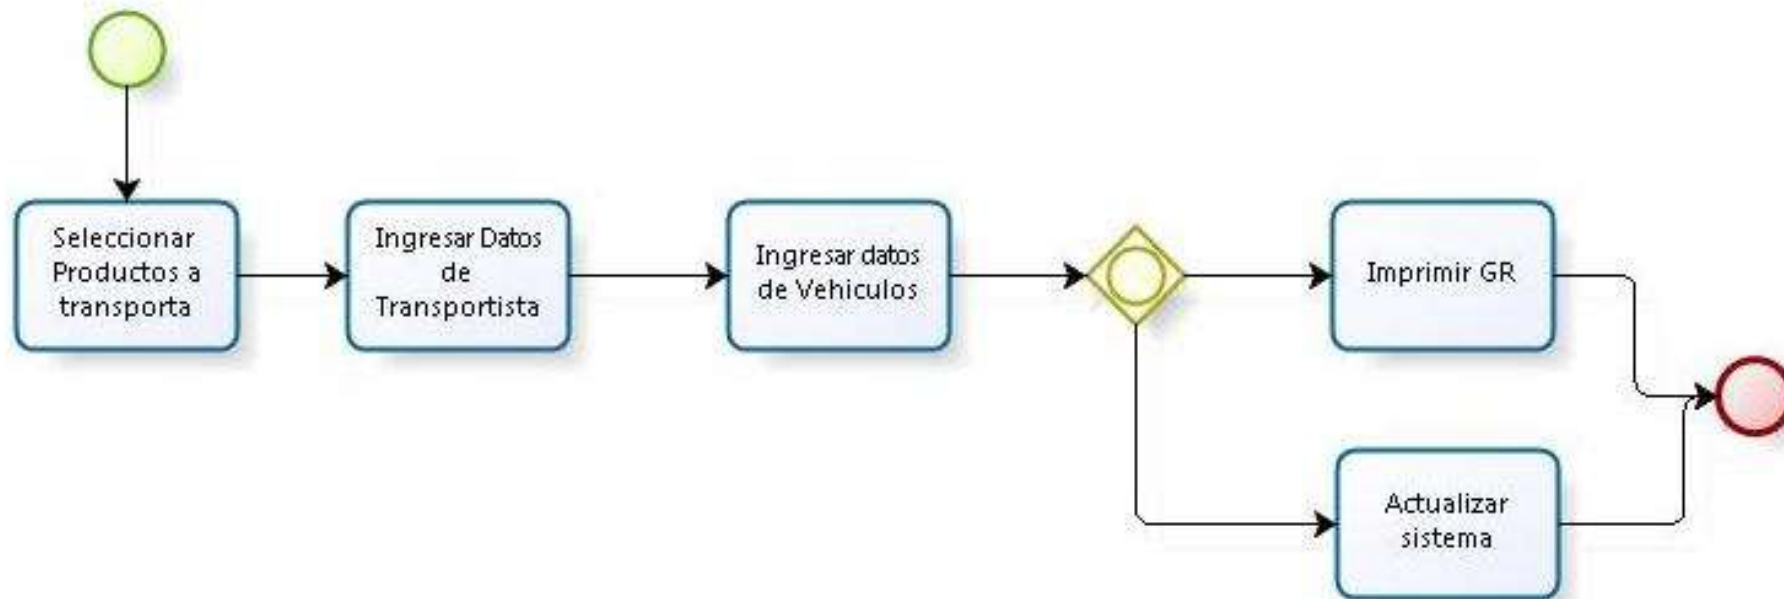 Seleccionar
Productos a
transporta
Ingresar Datos
de
Transportista
Ingresar datos
de Vehiculos
Imprimir GR
Actualizar
sistema